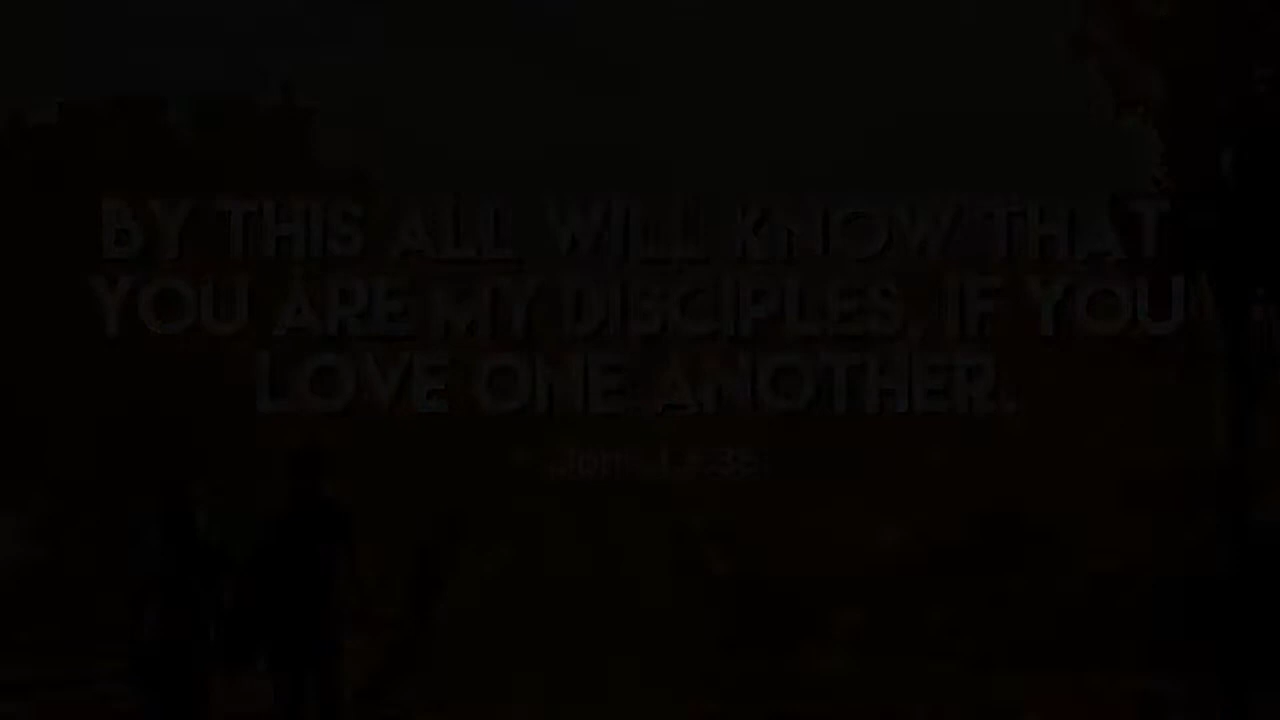 BY THIS ALL WILL KNOW THAT
YOU ARE MY DISCIPLES, IF YOU
LOVE ONE ANOTHER.